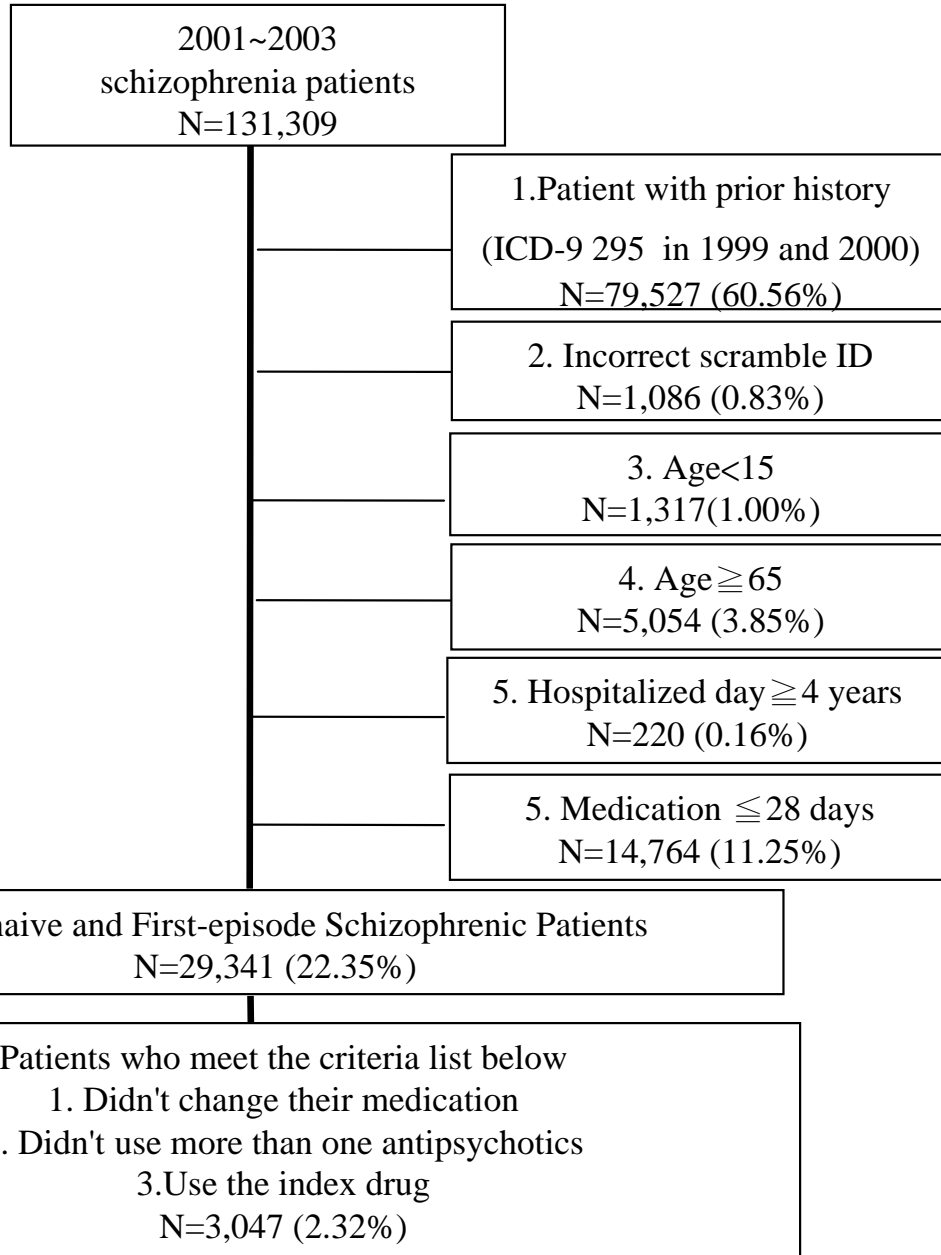 2001~2003
schizophrenia patients
N=131,309
1.Patient with prior history
(ICD-9 295 in 1999 and 2000)
N=79,527 (60.56%)
2. Incorrect scramble ID
N=1,086 (0.83%)
3. Age<15
N=1,317(1.00%)
4. Age≧65
N=5,054 (3.85%)
5. Hospitalized day≧4 years
N=220 (0.16%)
5. Medication ≦28 days
N=14,764 (11.25%)
naive and First-episode Schizophrenic Patients
N=29,341 (22.35%)
Patients who meet the criteria list below
1. Didn't change their medication
. Didn't use more than one antipsychotics
3.Use the index drug
N=3,047 (2.32%)